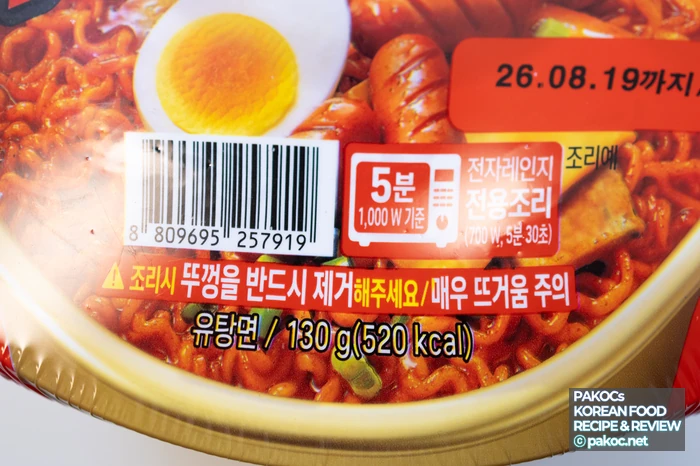 26.08.19까지
조리예
5분
1,000 W 기준
전자레인지
전용조리
(700 W, 5분 30초)
8 809695 257919
조리시 뚜껑을 반드시 제거해주세요/매우 뜨거움 주의
유탕면 / 130 g(520 kcal)
PAKOCs
KOREAN FOOD
RECIPE & REVIEW
© pakoc.net